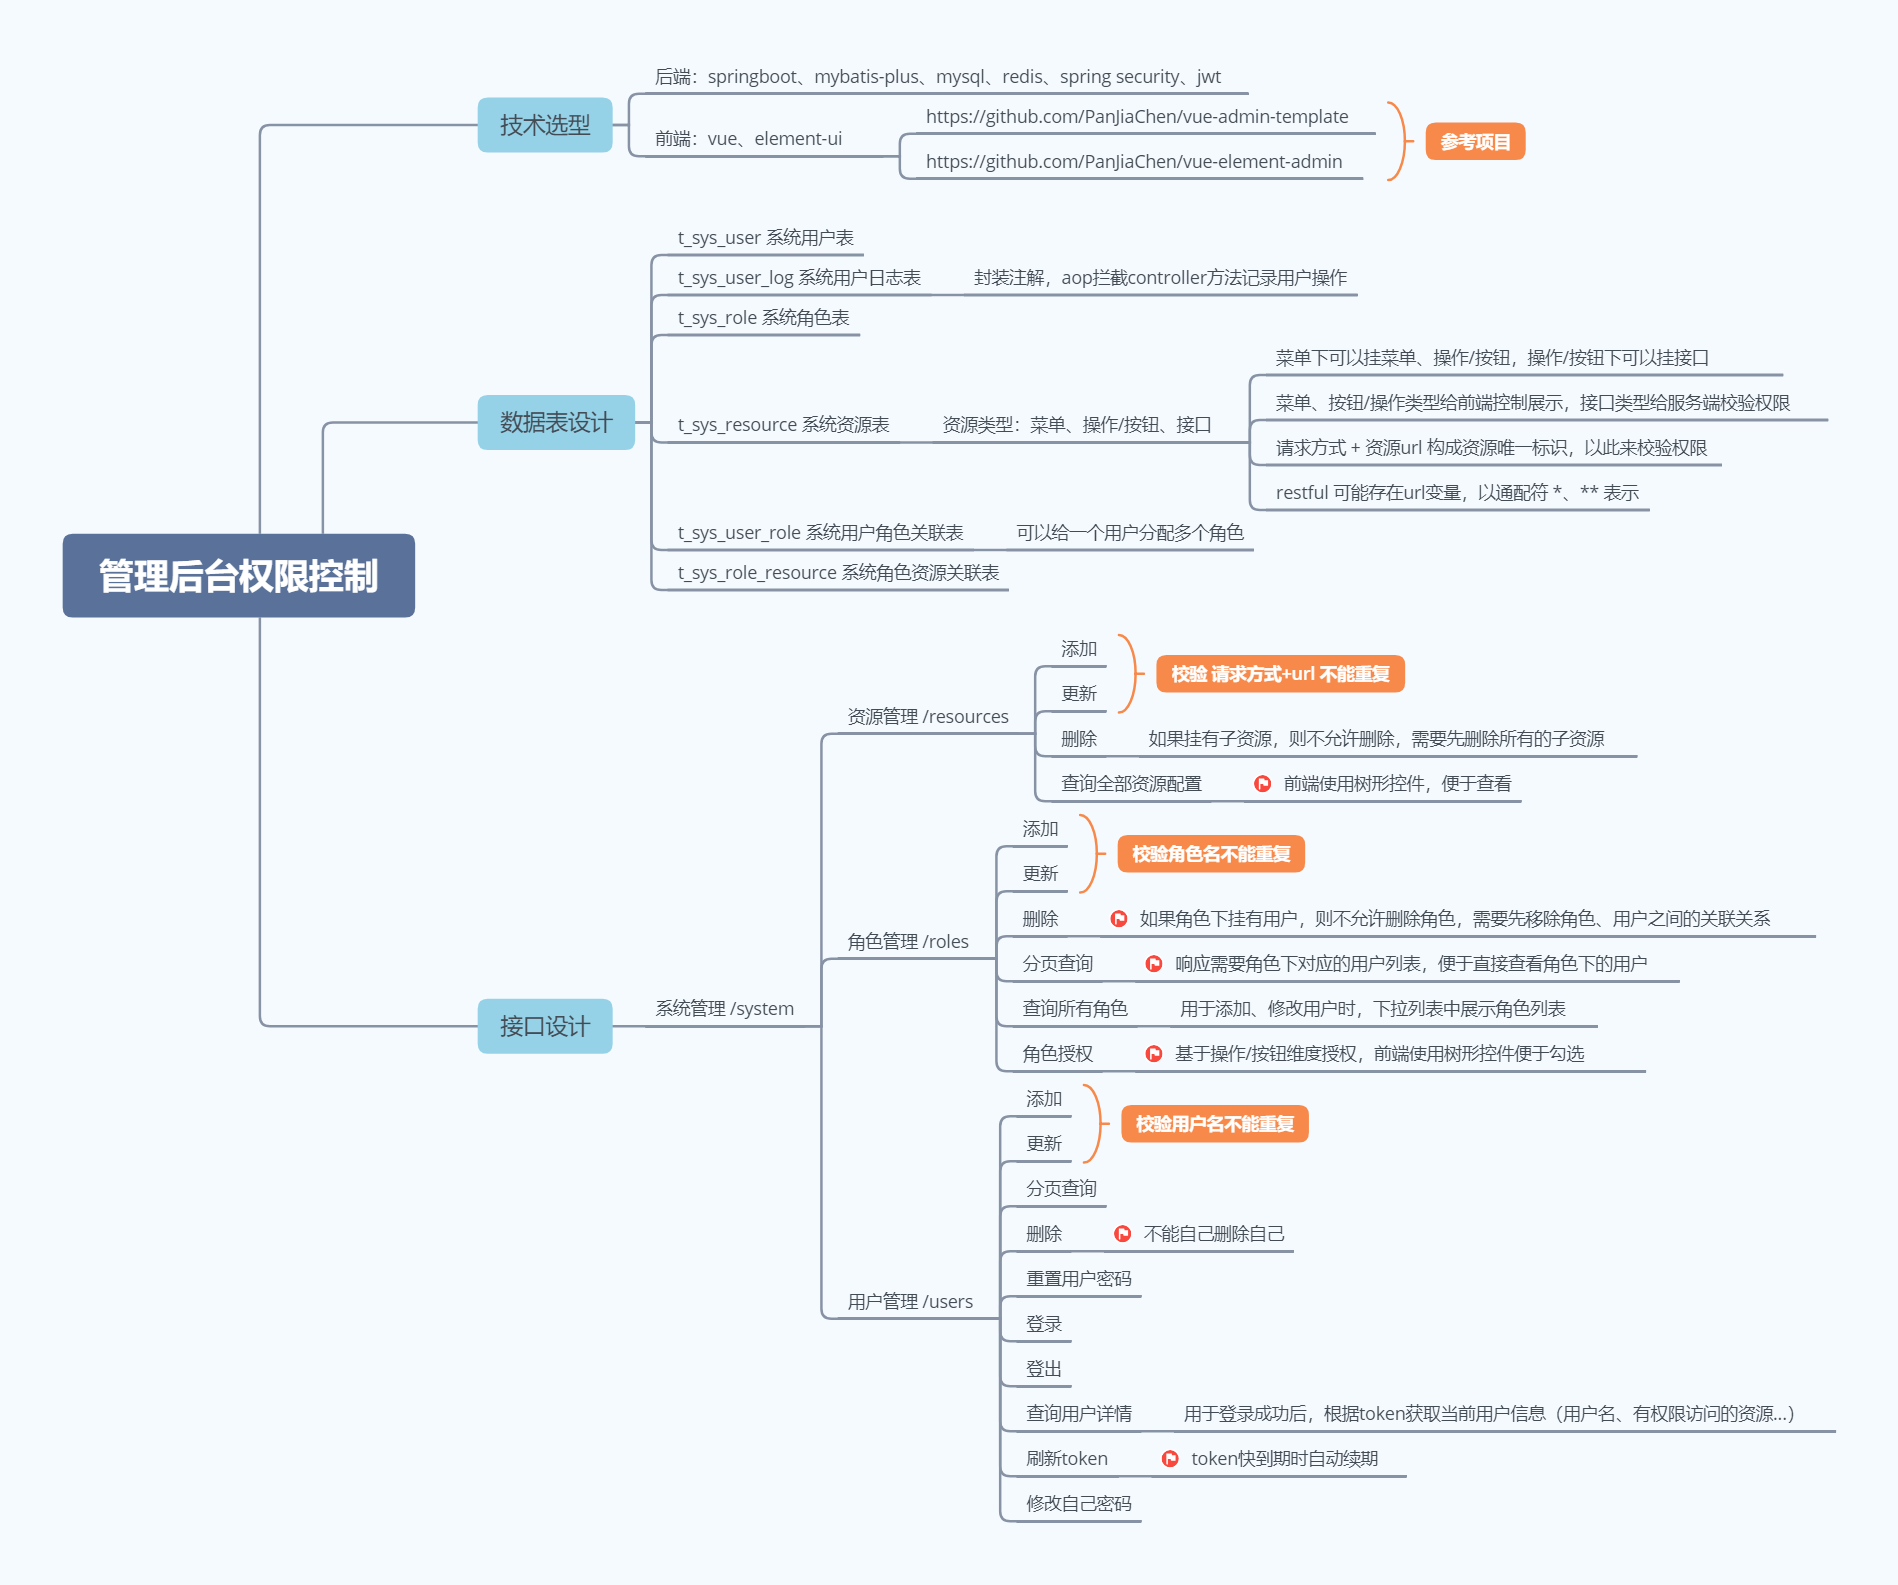 管理后台权限控制
技术选型
后端：springboot、mybatis-plus、mysql、redis、spring security、jwt
前端：vue、element-ui
https://github.com/PanJiaChen/vue-admin-template
https://github.com/PanJiaChen/vue-element-admin
参考项目
数据表设计
t_sys_user 系统用户表
t_sys_user_log 系统用户日志表
封装注解，aop拦截controller方法记录用户操作
t_sys_role 系统角色表
t_sys_resource 系统资源表
资源类型：菜单、操作/按钮、接口
菜单下可以挂菜单、操作/按钮，操作/按钮下可以挂接口
菜单、按钮/操作类型给前端控制展示，接口类型给服务端校验权限
请求方式 + 资源url 构成资源唯一标识，以此来校验权限
restful 可能存在url变量，以通配符 *、** 表示
t_sys_user_role 系统用户角色关联表
可以给一个用户分配多个角色
t_sys_role_resource 系统角色资源关联表
接口设计
系统管理 /system
资源管理 /resources
添加
更新
校验 请求方式+url 不能重复
删除
如果挂有子资源，则不允许删除，需要先删除所有的子资源
查询全部资源配置
前端使用树形控件，便于查看
角色管理 /roles
添加
更新
校验角色名不能重复
删除
如果角色下挂有用户，则不允许删除角色，需要先移除角色、用户之间的关联关系
分页查询
响应需要角色下对应的用户列表，便于直接查看角色下的用户
查询所有角色
用于添加、修改用户时，下拉列表中展示角色列表
角色授权
基于操作/按钮维度授权，前端使用树形控件便于勾选
用户管理 /users
添加
更新
校验用户名不能重复
分页查询
删除
不能自己删除自己
重置用户密码
登录
登出
查询用户详情
用于登录成功后，根据token获取当前用户信息（用户名、有权限访问的资源...）
刷新token
token快到期时自动续期
修改自己密码